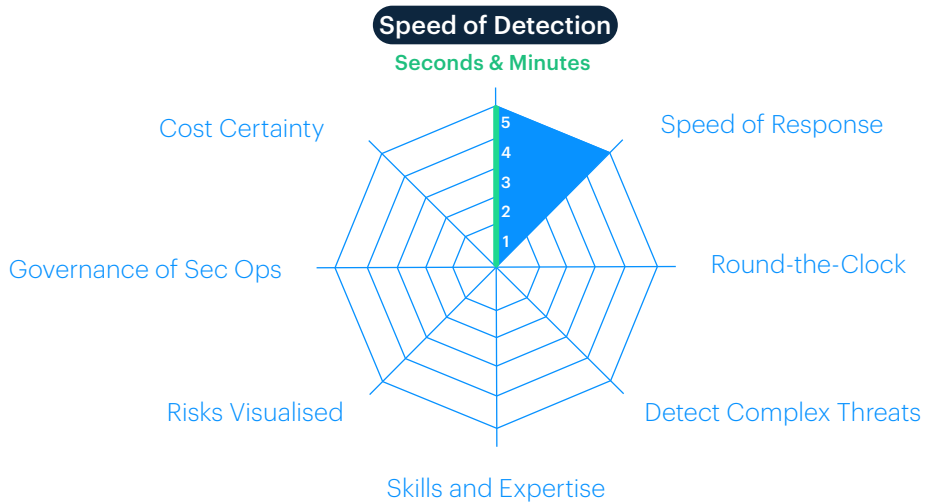 Speed of Detection
Seconds & Minutes
Cost Certainty
Speed of Response
5
4
3
2
1
Governance of Sec Ops
Round-the-Clock
Risks Visualised
Detect Complex Threats
Skills and Expertise